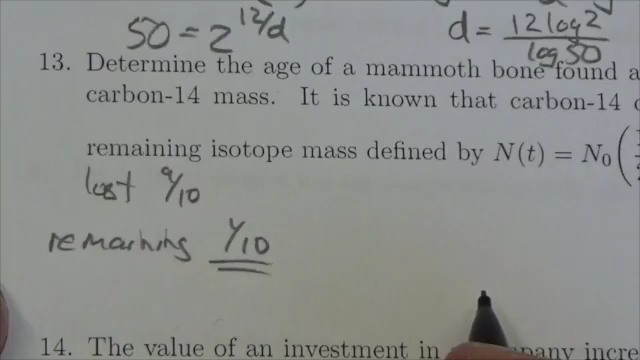 50 = 2^12/d
d = 12 log 2 / log 50
13. Determine the age of a mammoth bone found a
carbon-14 mass. It is known that carbon-14
remaining isotope mass defined by N(t) = N₀(
lost 9/10
remaining 1/10
14. The value of an investment in pany incre